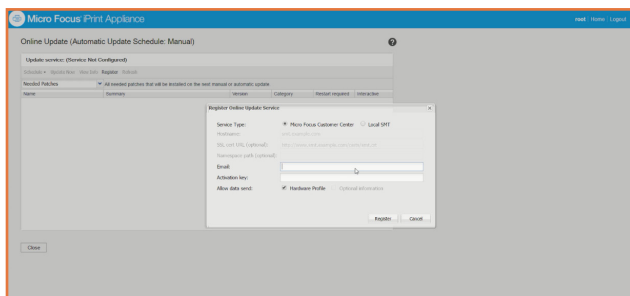 Micro Focus iPrint Appliance
root | Home | Logout
Online Update (Automatic Update Schedule: Manual)
?
Update service: (Service Not Configured)
Schedule Update Now View Info Register Refresh
Needed Patches All needed patches that will be installed on the next manual or automatic update
Name Summary Version Category Restart required Interactive
Register Online Update Service
Service Type: Micro Focus Customer Center Local SMT
Hostname:
SSL cert URL (optional):
Namespace path (optional):
Email:
Activation key:
Allow data send: Hardware Profile Optional information
Register Cancel
Close